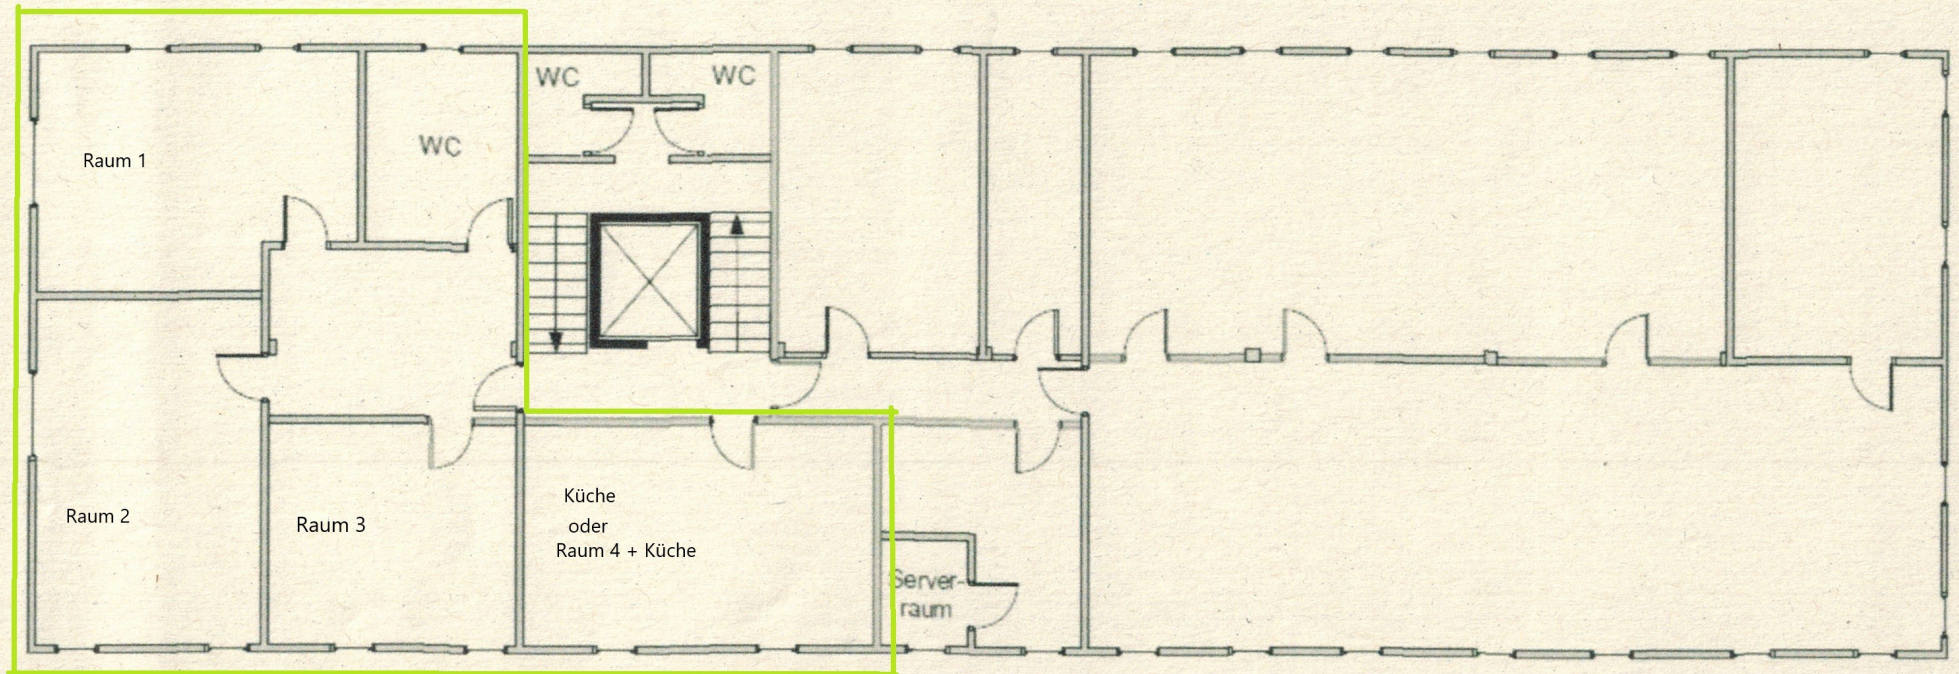 WC
WC
WC
Raum 1
Raum 2
Raum 3
Küche
oder
Raum 4 + Küche
Server-
raum